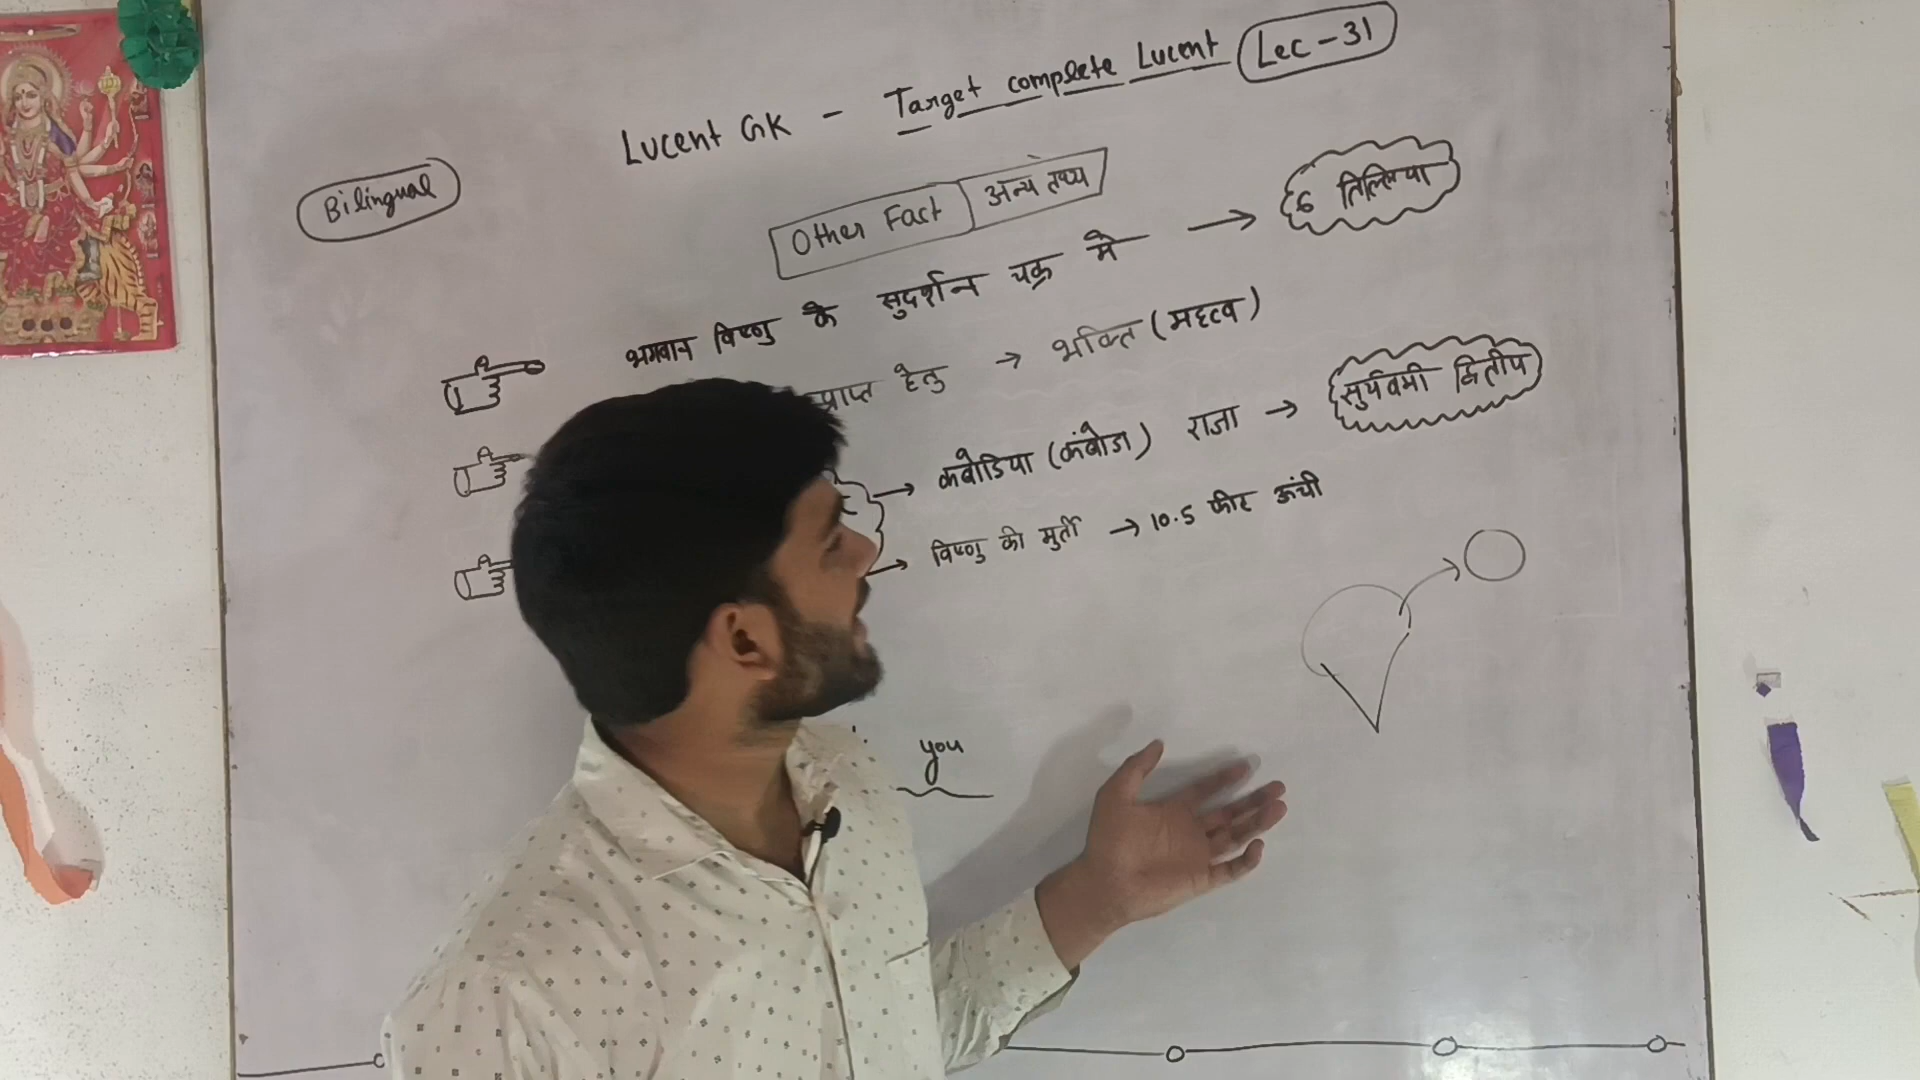 Lucent GK - Target complete Lucent Lec - 31
Bilingual
Other Fact अन्य तथ्य
भगवान विष्णु के सुदर्शन चक्र मे → 6 तिल्लिया
प्राप्त हेतु → भक्ति (महत्व)
→ कंबोडिया (कंबोज) राजा → सुर्यवर्मी द्वितीय
→ विष्णु की मुर्ती → 10.5 फीट ऊंची
you